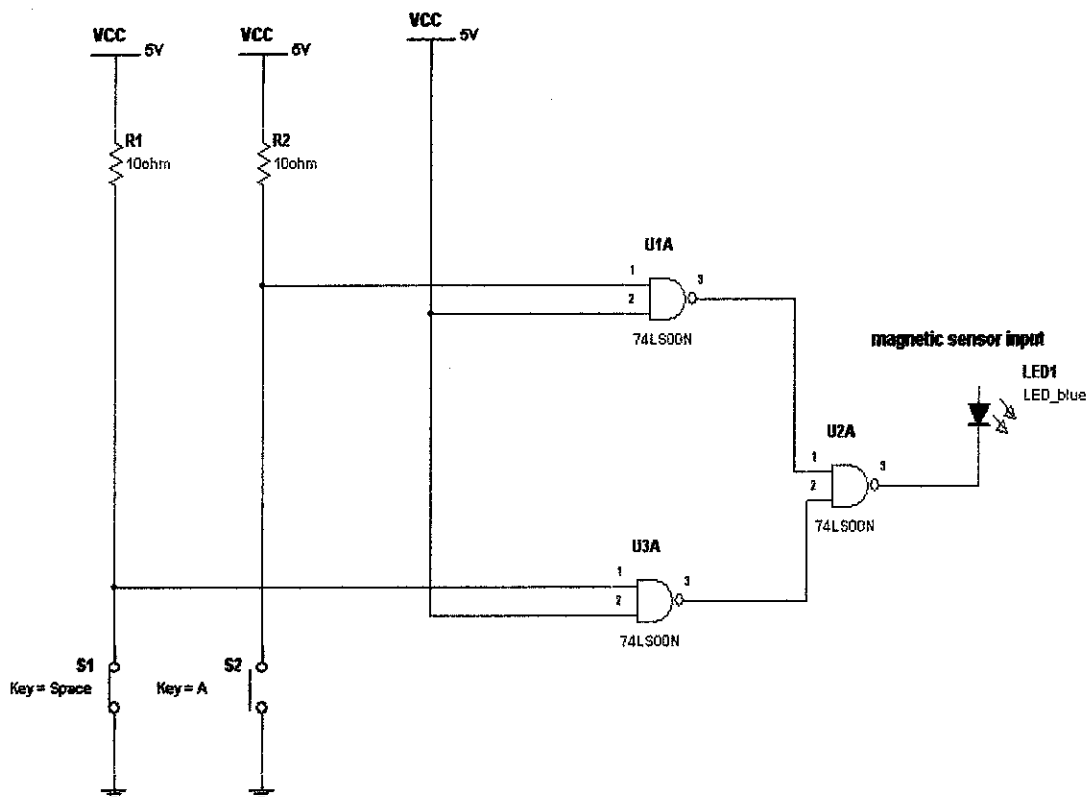 VCC
5V
VCC
5V
VCC
5V
R1
10ohm
R2
10ohm
U1A
1
2
3
74LS00N
magnetic sensor input
LED1
LED_blue
U2A
1
2
3
74LS00N
U3A
1
2
3
74LS00N
S1
Key = Space
S2
Key = A